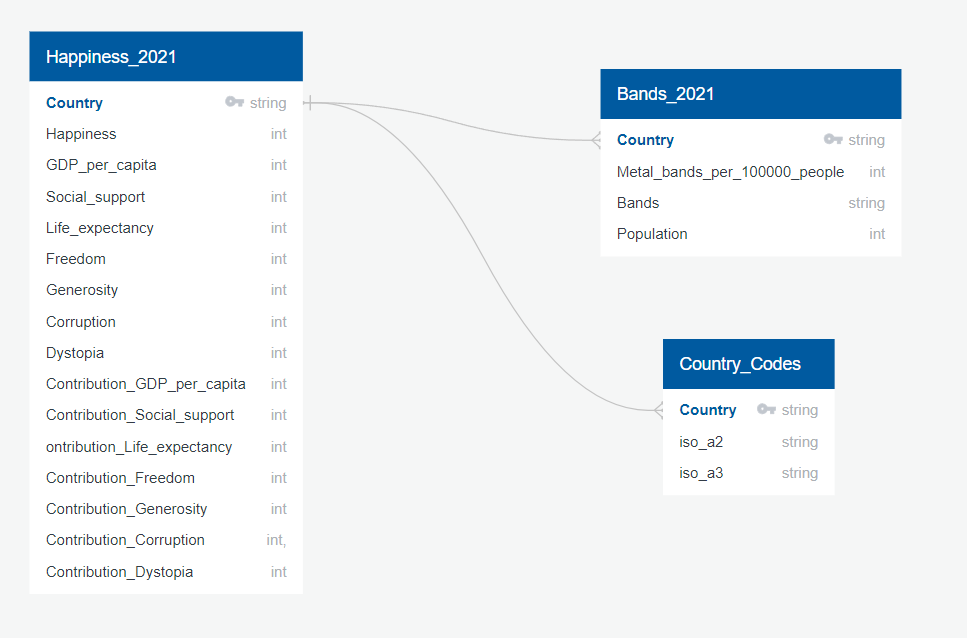 Happiness_2021
Country string
Happiness int
GDP_per_capita int
Social_support int
Life_expectancy int
Freedom int
Generosity int
Corruption int
Dystopia int
Contribution_GDP_per_capita int
Contribution_Social_support int
ontribution_Life_expectancy int
Contribution_Freedom int
Contribution_Generosity int
Contribution_Corruption int,
Contribution_Dystopia int
Bands_2021
Country string
Metal_bands_per_100000_people int
Bands string
Population int
Country_Codes
Country string
iso_a2 string
iso_a3 string